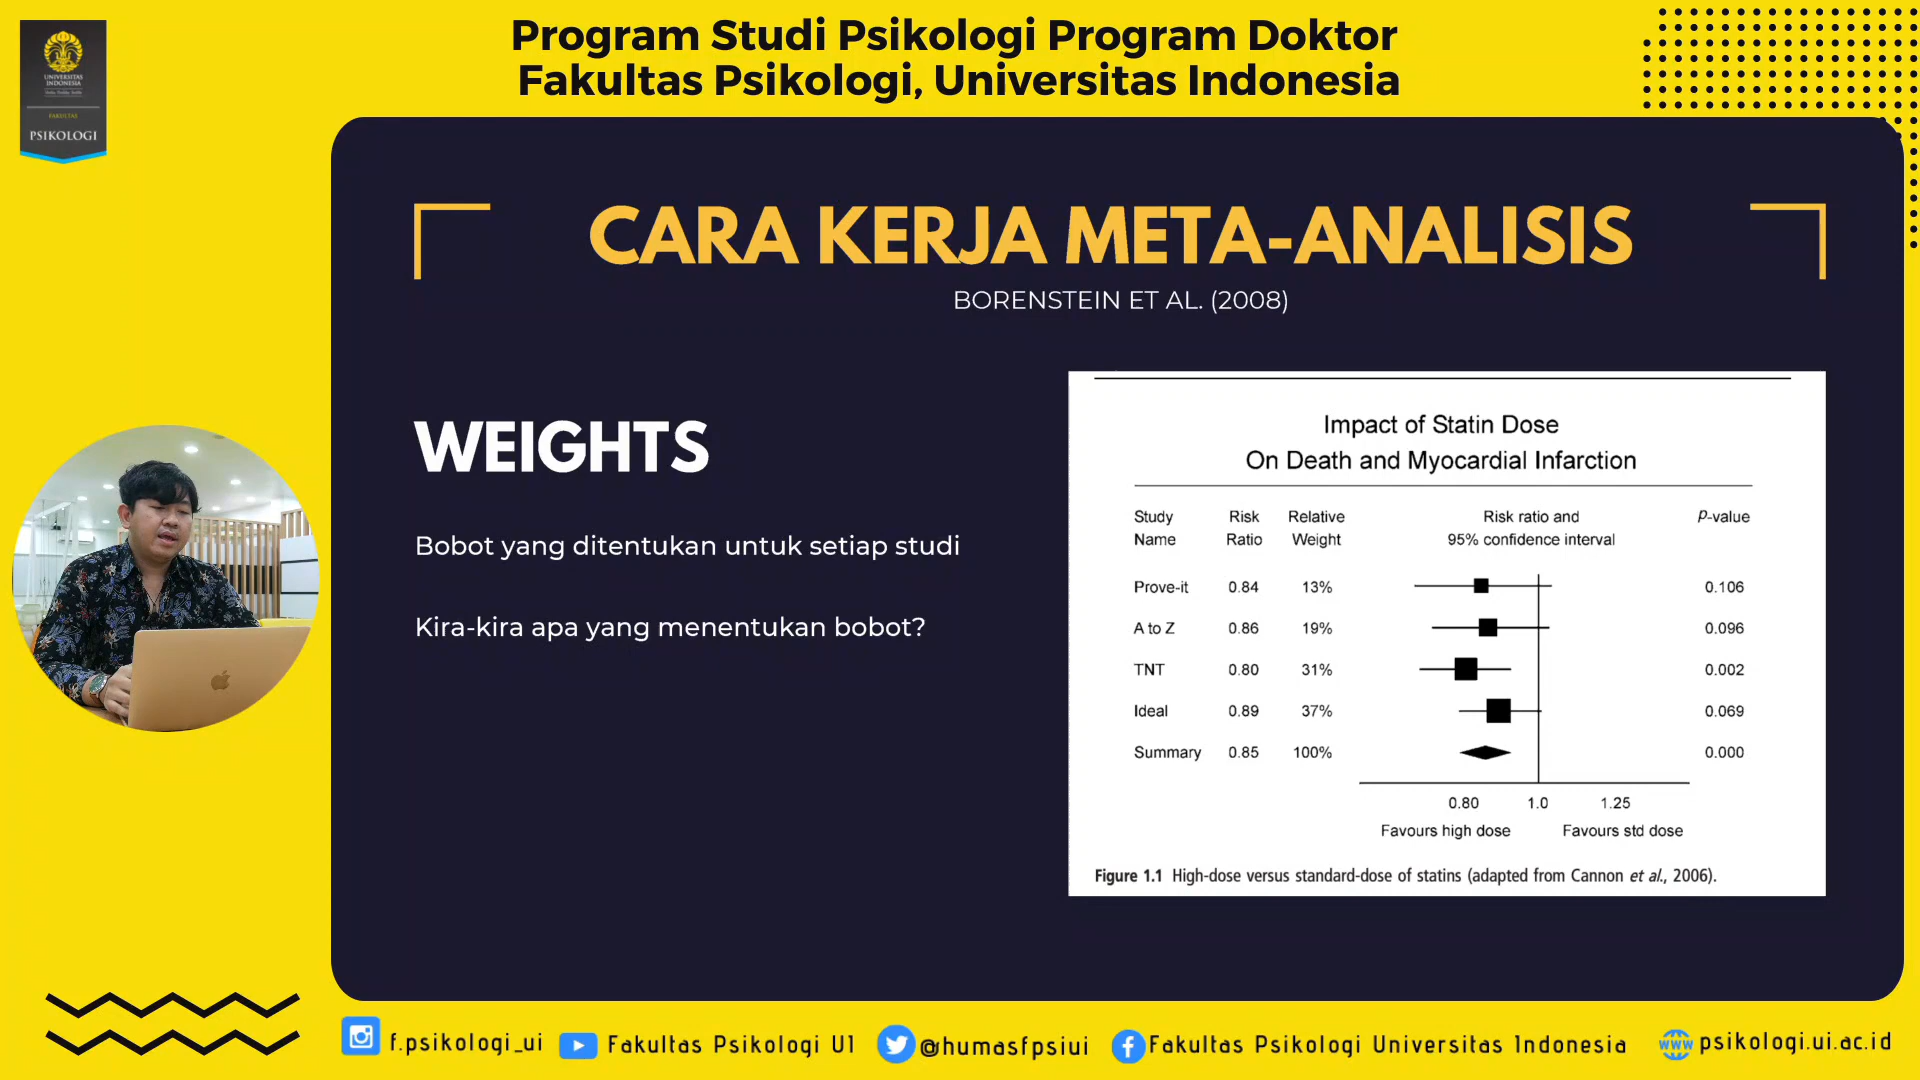 Program Studi Psikologi Program Doktor
Fakultas Psikologi, Universitas Indonesia
UNIVERSITAS
INDONESIA
FAKULTAS
PSIKOLOGI
CARA KERJA META-ANALISIS
BORENSTEIN ET AL. (2008)
WEIGHTS
Bobot yang ditentukan untuk setiap studi
Kira-kira apa yang menentukan bobot?
Impact of Statin Dose
On Death and Myocardial Infarction
Study Name Risk Ratio Relative Weight Risk ratio and 95% confidence interval P-value
Prove-it 0.84 13% 0.106
A to Z 0.86 19% 0.096
TNT 0.80 31% 0.002
Ideal 0.89 37% 0.069
Summary 0.85 100% 0.000
0.80 1.0 1.25
Favours high dose Favours std dose
Figure 1.1 High-dose versus standard-dose of statins (adapted from Cannon et al., 2006).
f.psikologi_ui Fakultas Psikologi UI @humasfpsiui Fakultas Psikologi Universitas Indonesia www psikologi.ui.ac.id